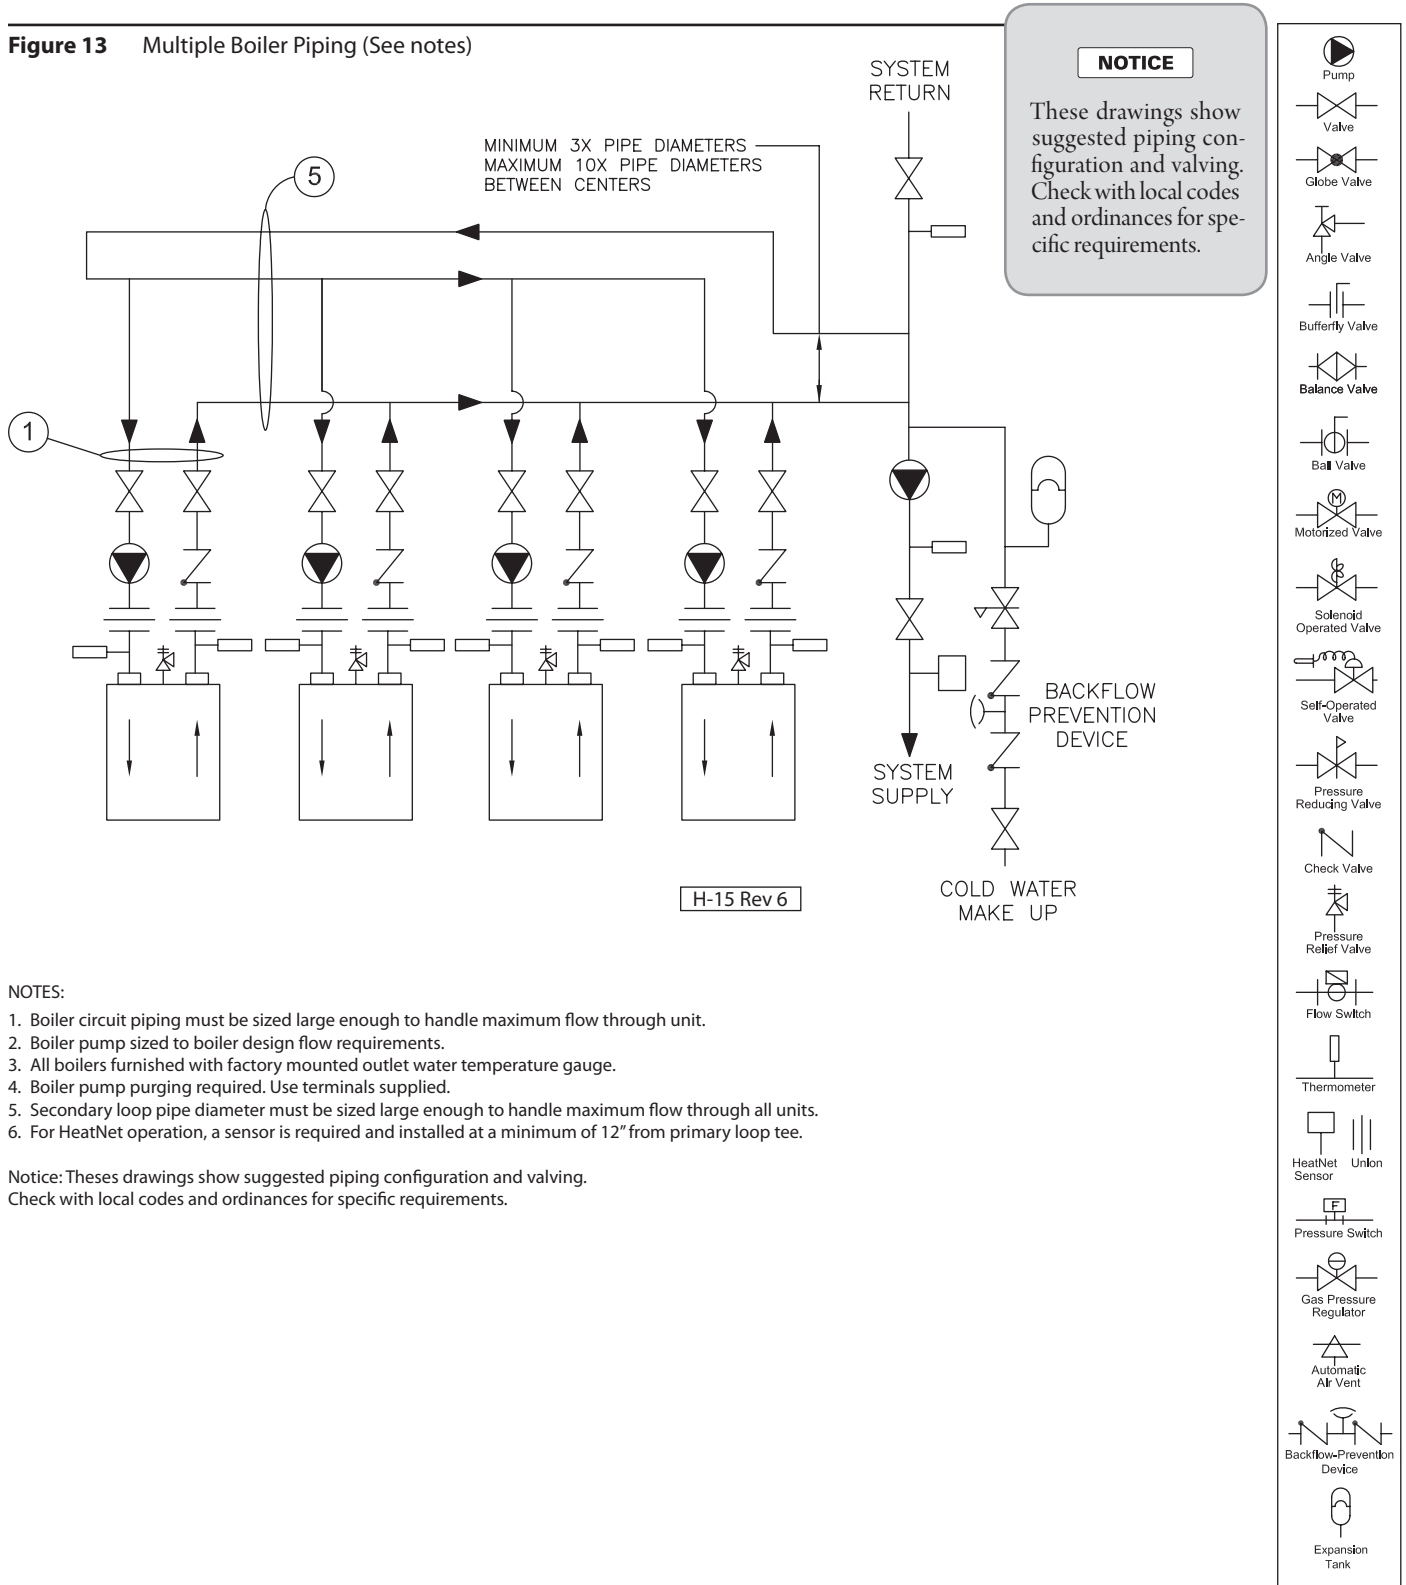 Figure 13 Multiple Boiler Piping (See notes)
SYSTEM
RETURN
MINIMUM 3X PIPE DIAMETERS
MAXIMUM 10X PIPE DIAMETERS
BETWEEN CENTERS
5
1
BACKFLOW
PREVENTION
DEVICE
SYSTEM
SUPPLY
COLD WATER
MAKE UP
H-15 Rev 6
NOTICE
These drawings show
suggested piping con-
figuration and valving.
Check with local codes
and ordinances for spe-
cific requirements.
NOTES:
1. Boiler circuit piping must be sized large enough to handle maximum flow through unit.
2. Boiler pump sized to boiler design flow requirements.
3. All boilers furnished with factory mounted outlet water temperature gauge.
4. Boiler pump purging required. Use terminals supplied.
5. Secondary loop pipe diameter must be sized large enough to handle maximum flow through all units.
6. For HeatNet operation, a sensor is required and installed at a minimum of 12" from primary loop tee.
Notice: Theses drawings show suggested piping configuration and valving.
Check with local codes and ordinances for specific requirements.
Pump
Valve
Globe Valve
Angle Valve
Bufferfly Valve
Balance Valve
Ball Valve
M
Motorized Valve
Solenoid
Operated Valve
Self-Operated
Valve
Pressure
Reducing Valve
Check Valve
Pressure
Relief Valve
Flow Switch
Thermometer
HeatNet
Sensor
Union
F
Pressure Switch
Gas Pressure
Regulator
Automatic
Air Vent
Backflow-Prevention
Device
Expansion
Tank